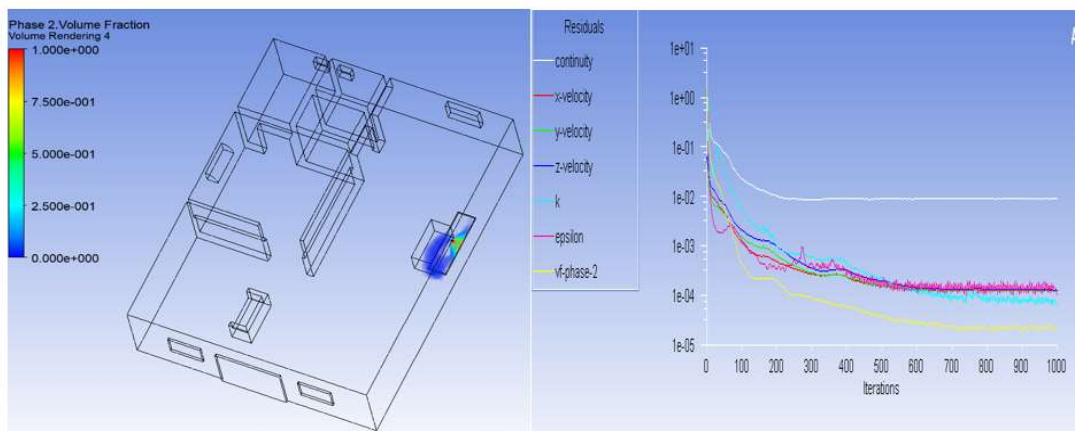 Phase 2.Volume Fraction
Volume Rendering 4
1.000e+000
7.500e-001
5.000e-001
2.500e-001
0.000e+000
Residuals
continuity
x-velocity
y-velocity
z-velocity
k
epsilon
vf-phase-2
1e+01
1e+00
1e-01
1e-02
1e-03
1e-04
1e-05
0 100 200 300 400 500 600 700 800 900 1000
Iterations